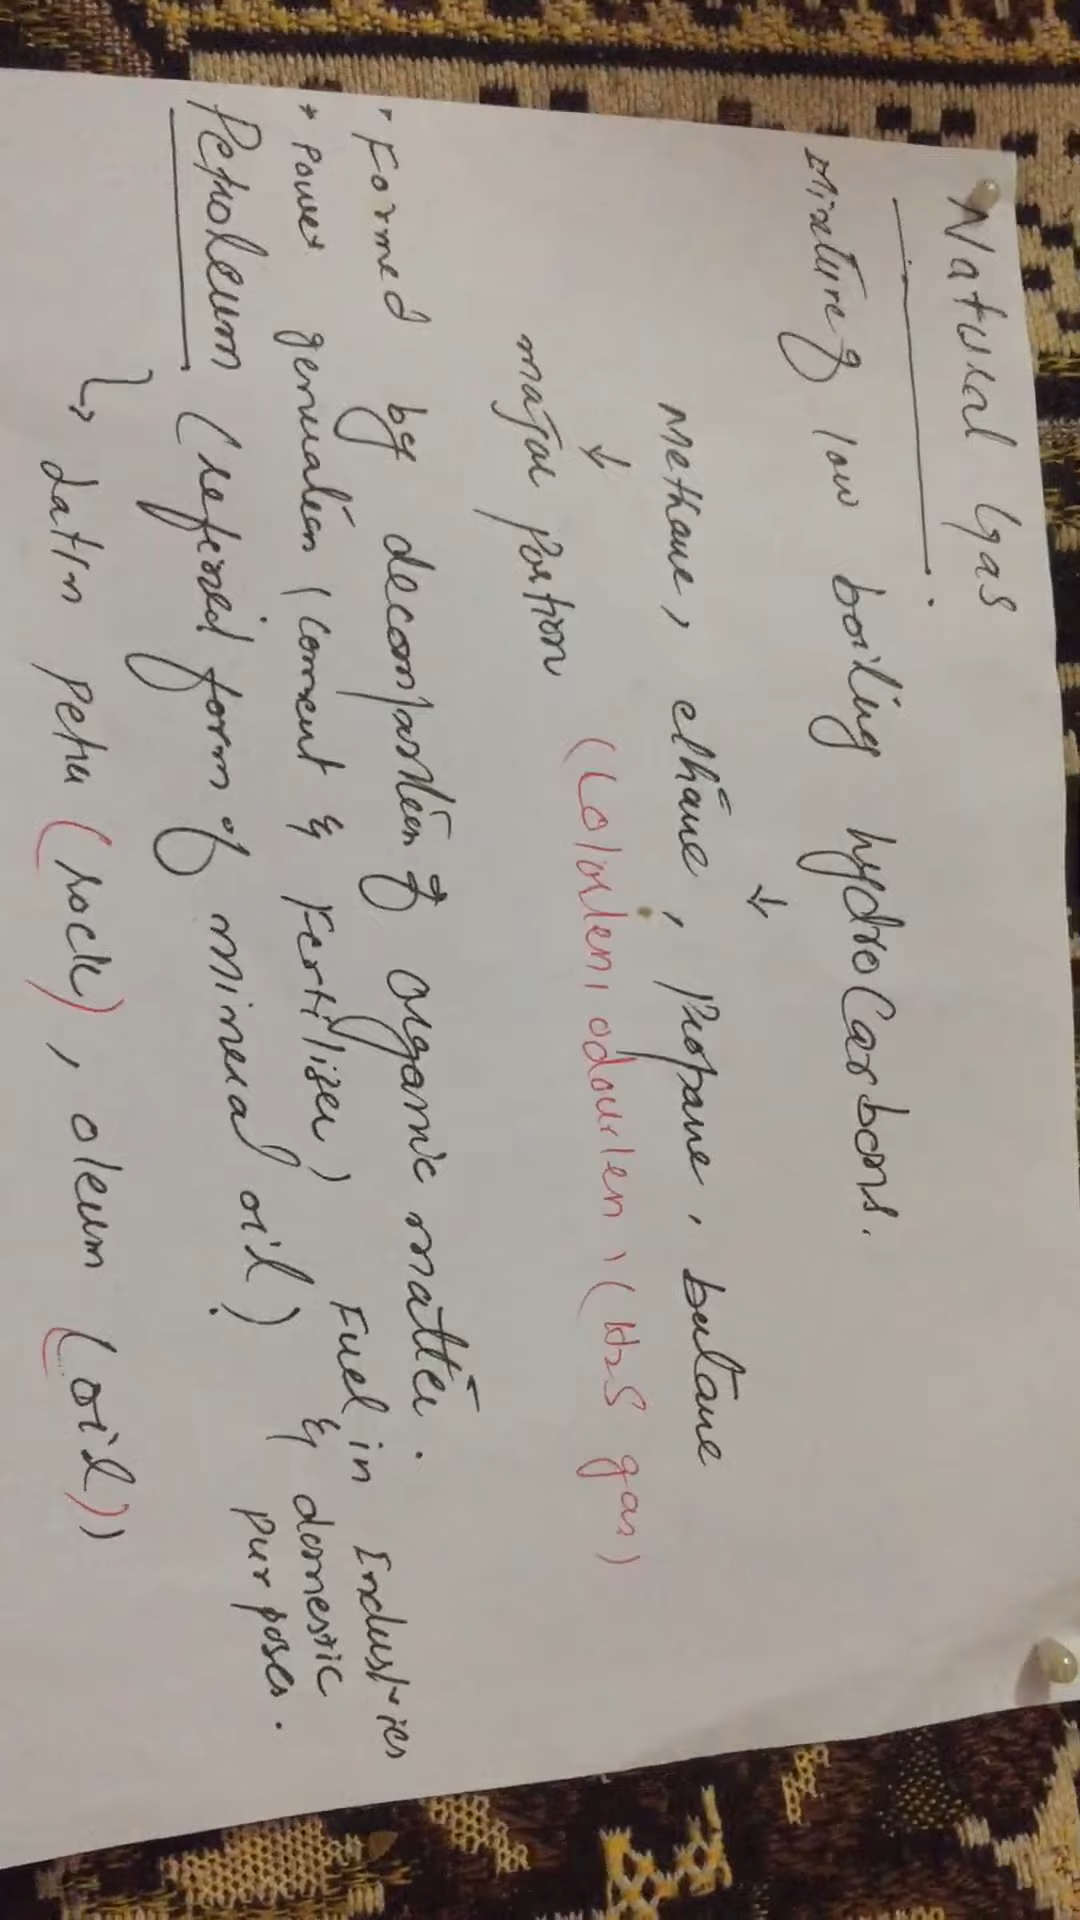 Natural Gas
Mixture of low boiling hydrocarbons.
↓
Methane, ethane, propane, butane
↓
major portion
(Colourless, odourless, (H2S gas)
' Formed by decomposition of organic matter.
* Power generation (Cement & Fertiliser) Fuel in Industries
& domestic
purposes.
Petroleum (refined form of mineral oil)
↳ Latin petra (rock), oleum (oil))